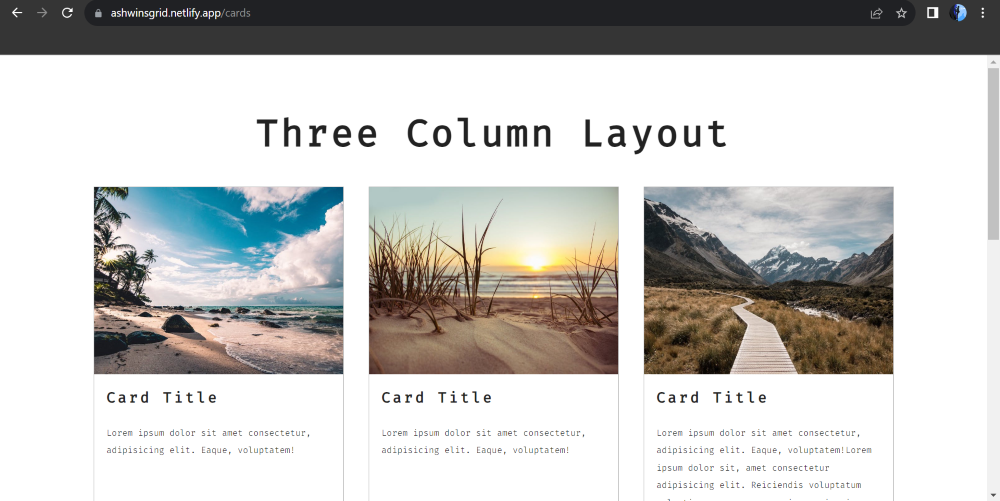 ashwinsgrid.netlify.app/cards
Three Column Layout
Card Title
Lorem ipsum dolor sit amet consectetur,
adipisicing elit. Eaque, voluptatem!
Card Title
Lorem ipsum dolor sit amet consectetur,
adipisicing elit. Eaque, voluptatem!
Card Title
Lorem ipsum dolor sit amet consectetur,
adipisicing elit. Eaque, voluptatem!Lorem
ipsum dolor sit, amet consectetur
adipisicing elit. Reiciendis voluptatum